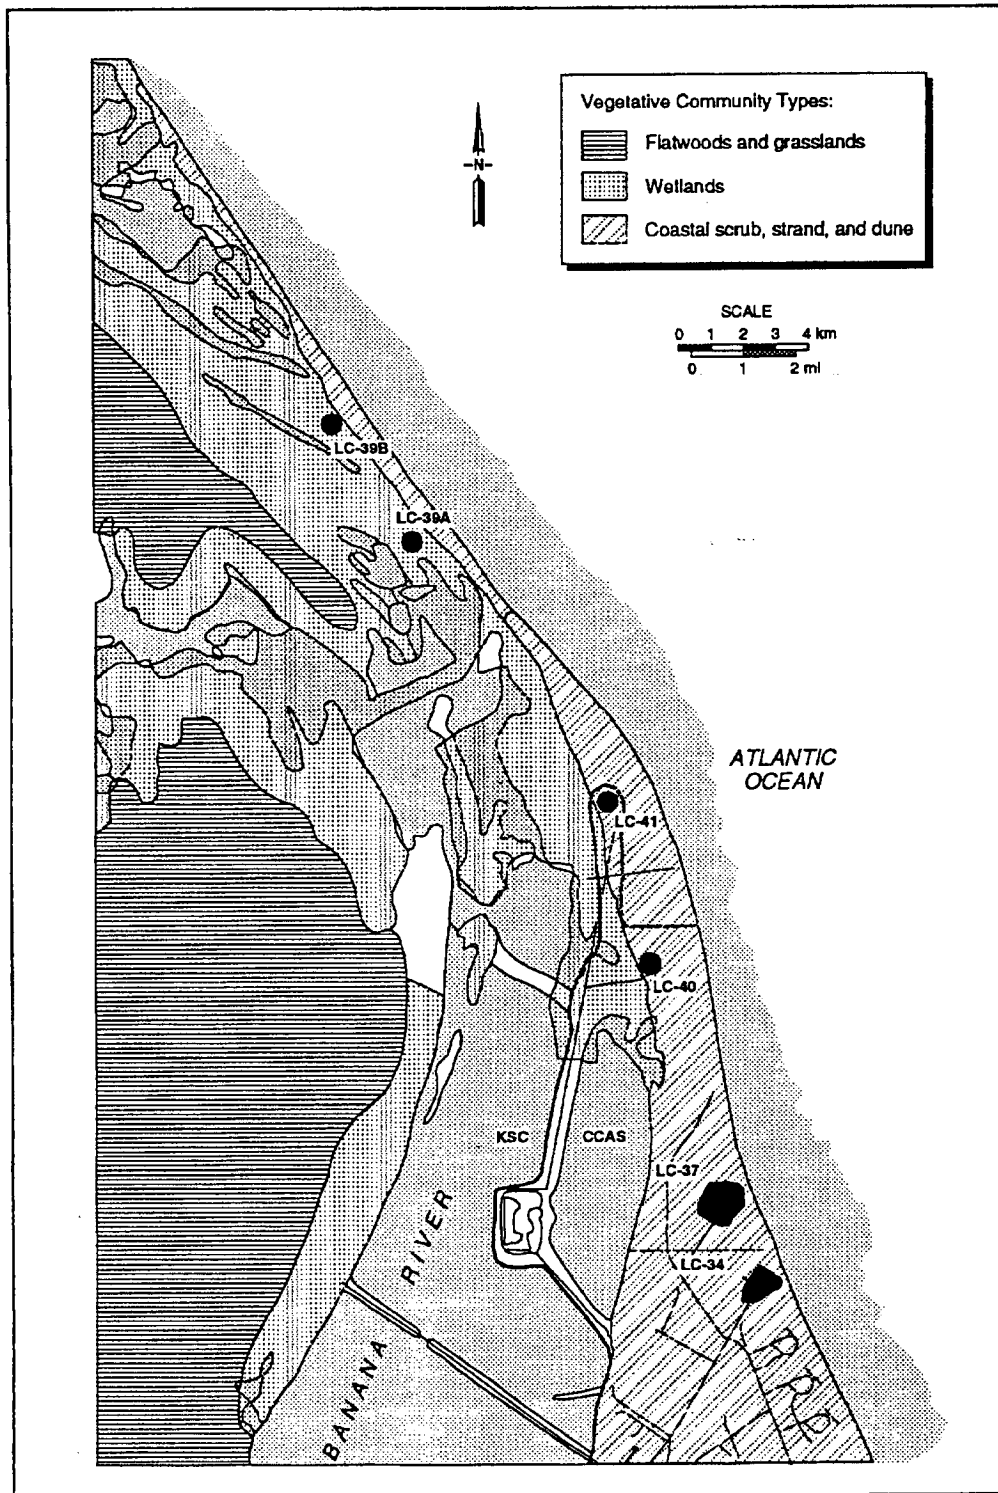 Vegetative Community Types:
Flatwoods and grasslands
Wetlands
Coastal scrub, strand, and dune
-N-
SCALE
0 1 2 3 4 km
0 1 2 mi
LC-39B
LC-39A
ATLANTIC
OCEAN
LC-41
LC-40
KSC
CCAS
LC-37
LC-34
BANANA RIVER